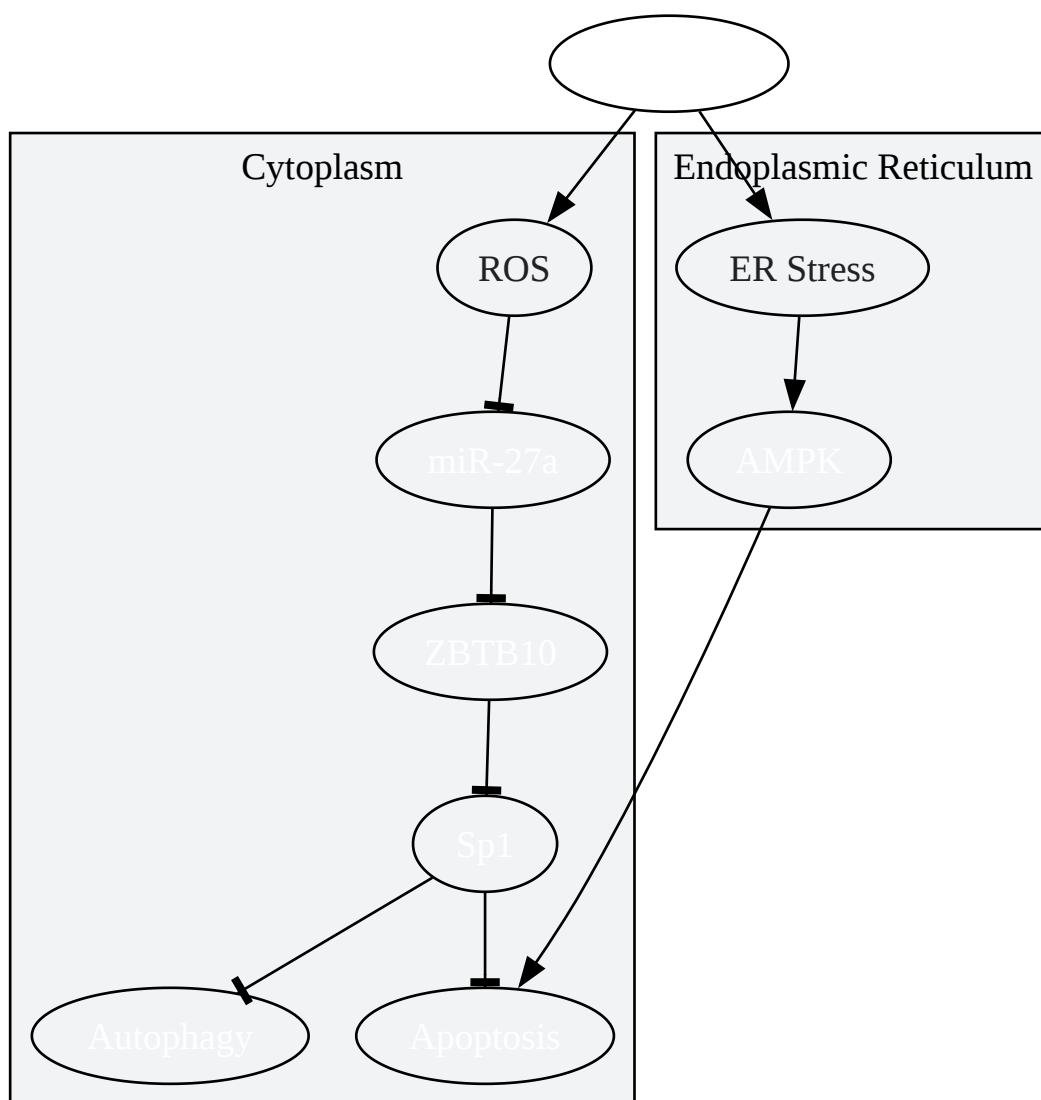 Cytoplasm
Endoplasmic Reticulum
ROS
ER Stress
miR-27a
AMPK
ZBTB10
Sp1
Autophagy
Apoptosis